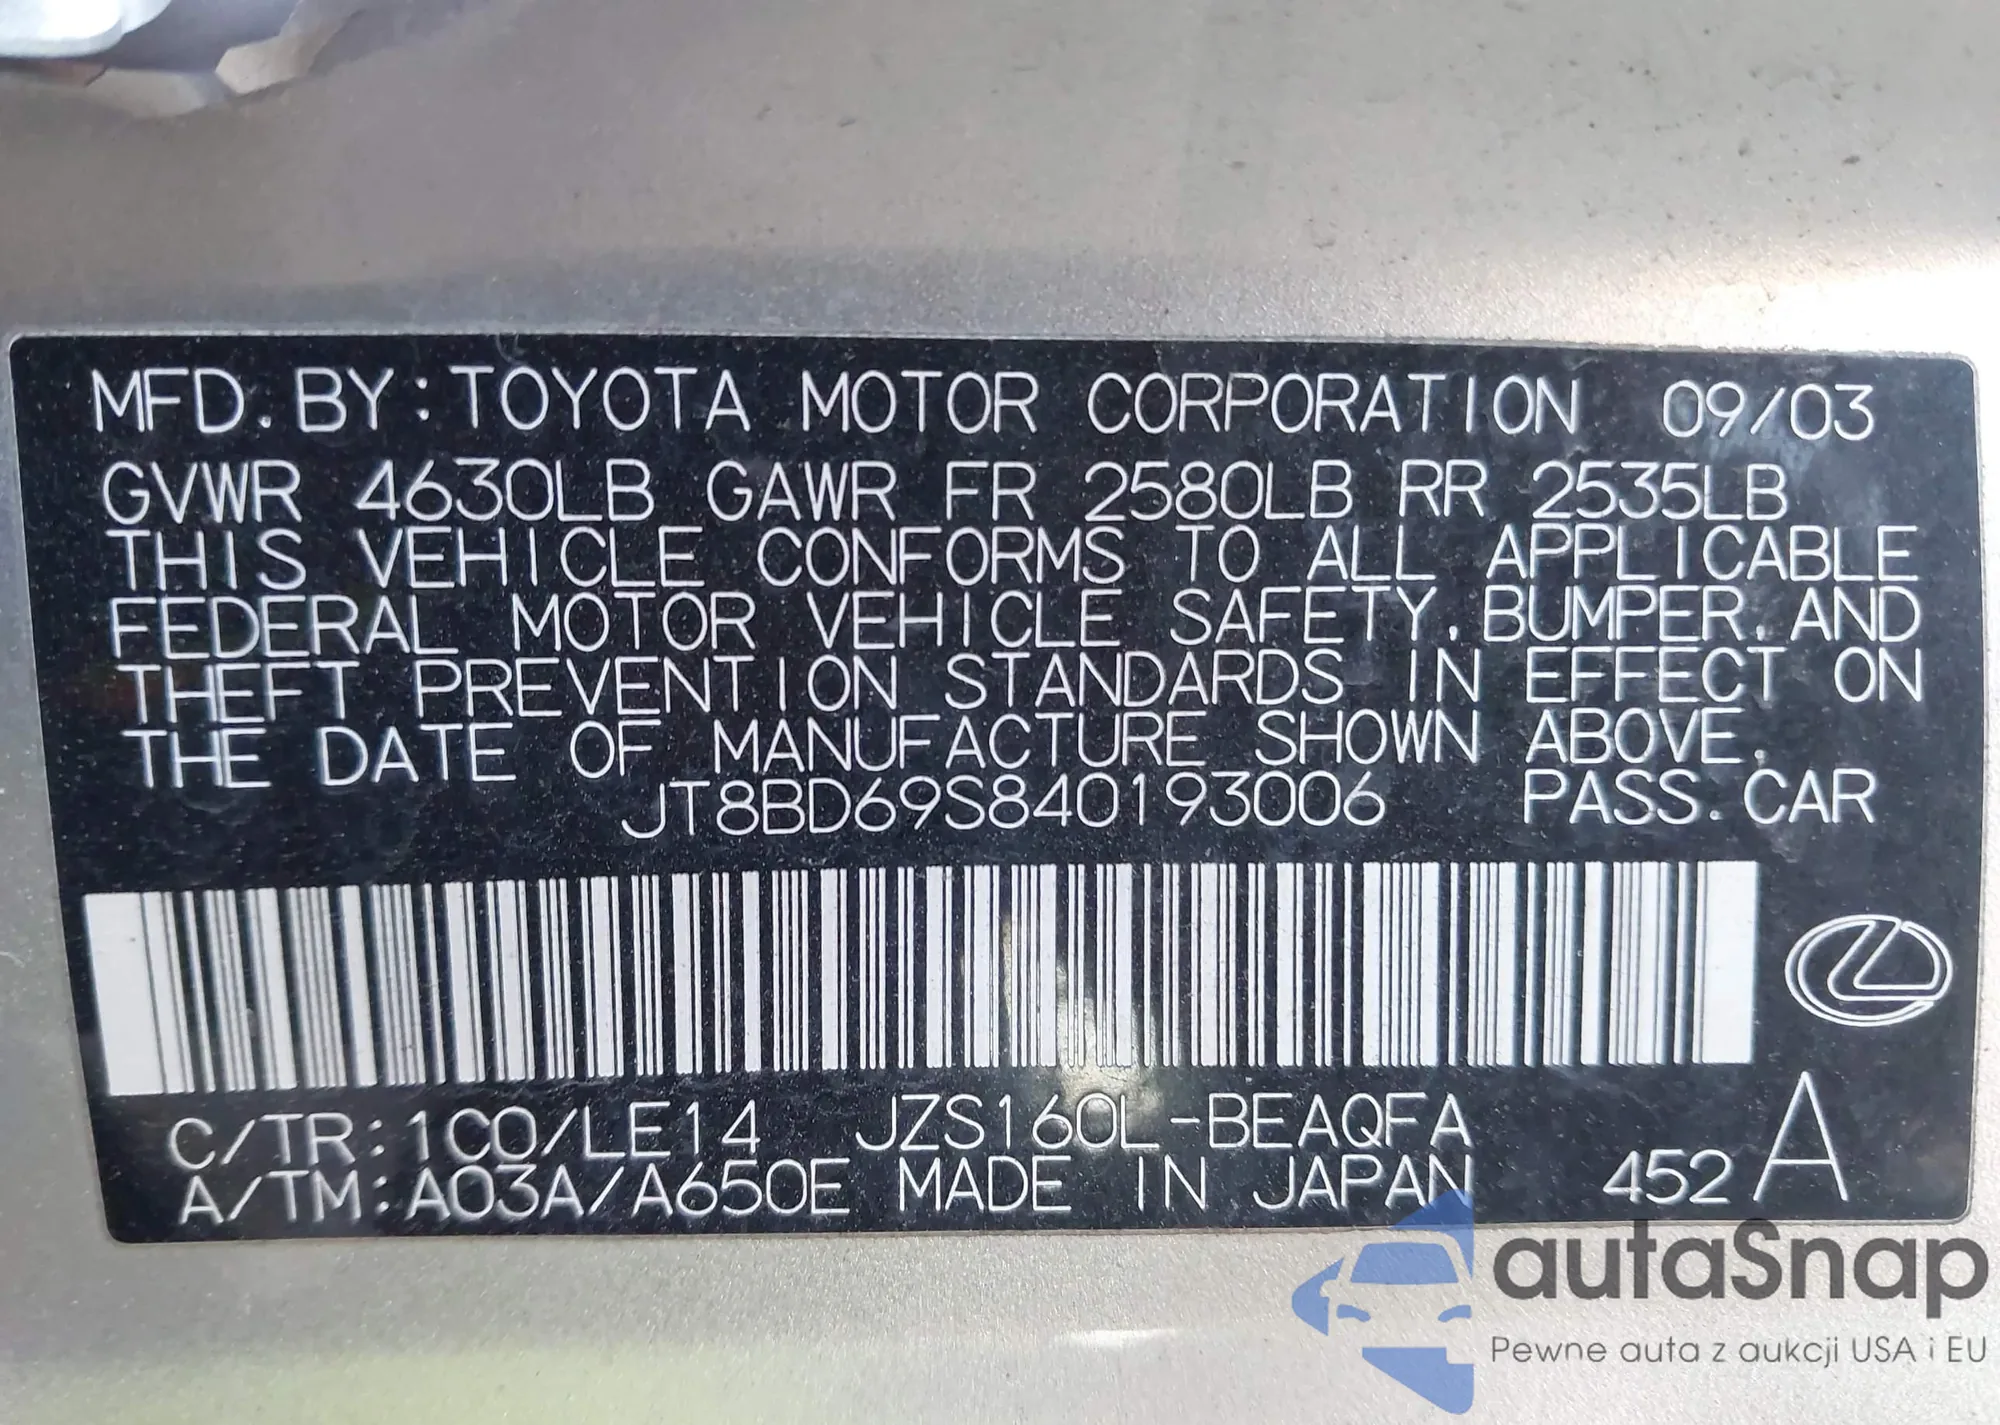 MFD. BY: TOYOTA MOTOR CORPORATION 09/03
GVWR 4630LB GAWR FR 2580LB RR 2535LB
THIS VEHICLE CONFORMS TO ALL APPLICABLE
FEDERAL MOTOR VEHICLE SAFETY, BUMPER, AND
THEFT PREVENTION STANDARDS IN EFFECT ON
THE DATE OF MANUFACTURE SHOWN ABOVE.
JT8BD69S840193006 PASS. CAR
C/TR: 1C0/LE14 JZS160L-BEAQFA
A/TM: A03A/A650E MADE IN JAPAN 452 A
autaSnap
Pewne auta z aukcji USA i EU